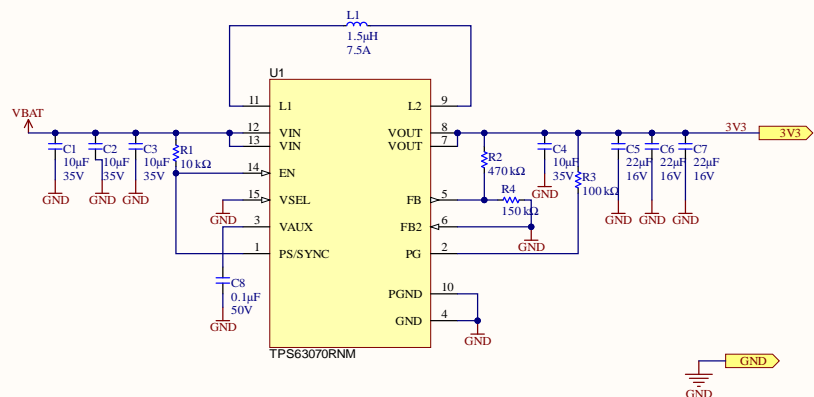 L1
1.5µH
7.5A
U1
VBAT
11
L1
L2
9
12
VIN
VOUT
8
13
VIN
VOUT
7
3V3
3V3
C1
10µF
35V
GND
C2
10µF
35V
GND
C3
10µF
35V
GND
R1
10 kΩ
14
EN
15
VSEL
GND
3
VAUX
1
PS/SYNC
C8
0.1µF
50V
GND
R2
470 kΩ
FB
5
R4
150 kΩ
FB2
6
GND
PG
2
C4
10µF
35V
GND
R3
100 kΩ
C5
22µF
16V
GND
C6
22µF
16V
GND
C7
22µF
16V
GND
PGND
10
GND
4
GND
TPS63070RNM
GND
GND